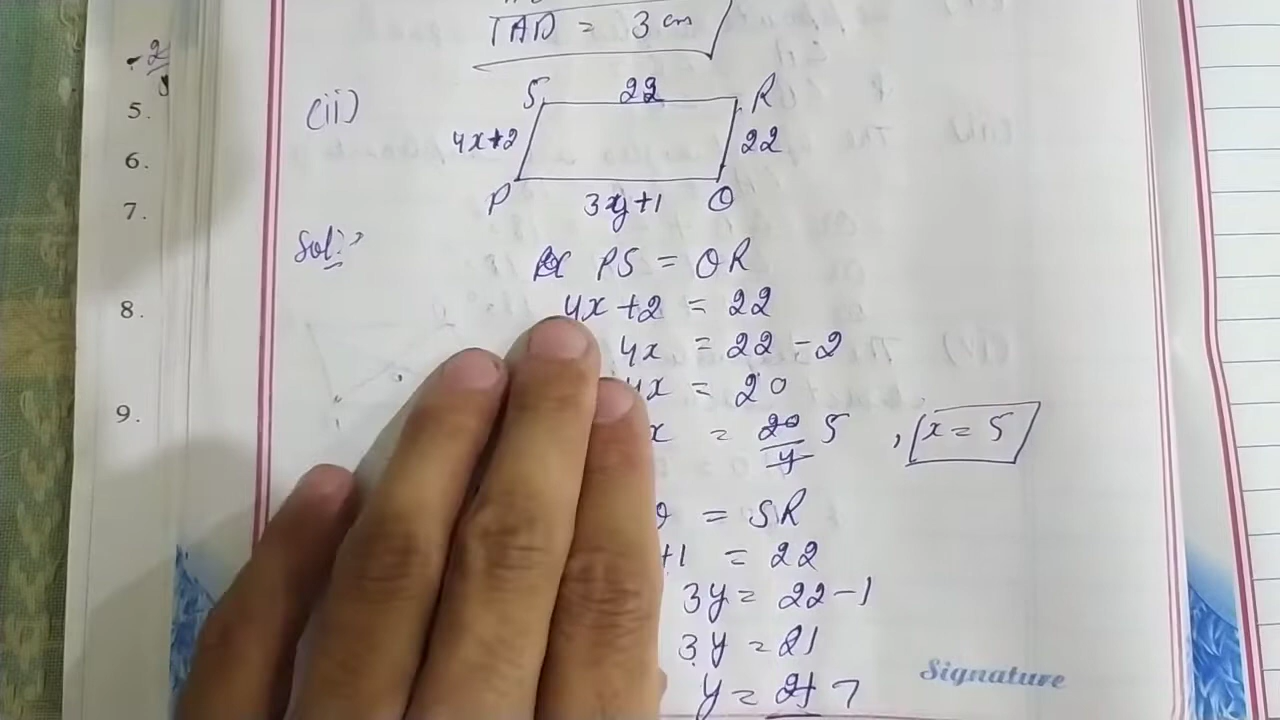 TAD = 3 cm
5.
6.
7.
8.
9.
(ii)
S 22 R
4x+2 22
P 3y+1 Q
Sol:-
PS = QR
4x+2 = 22
4x = 22-2
4x = 20
x = 20/4 5 , x = 5
= SR
+1 = 22
3y = 22-1
3y = 21
y = 21 7
Signature